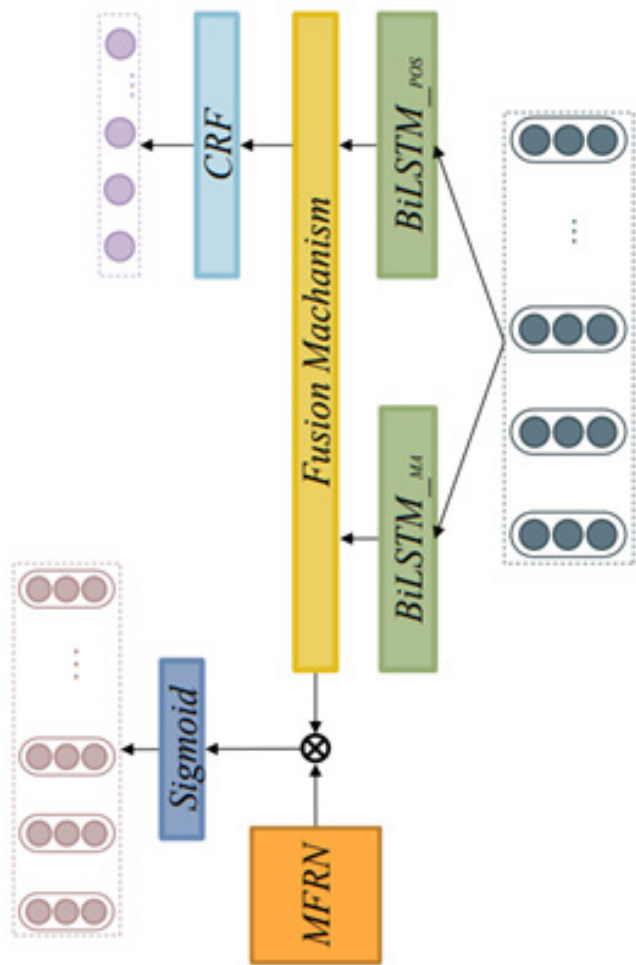 CRF
BiLSTM_POS
Fusion Machanism
BiLSTM_MA
Sigmoid
MFRN
...
...
...